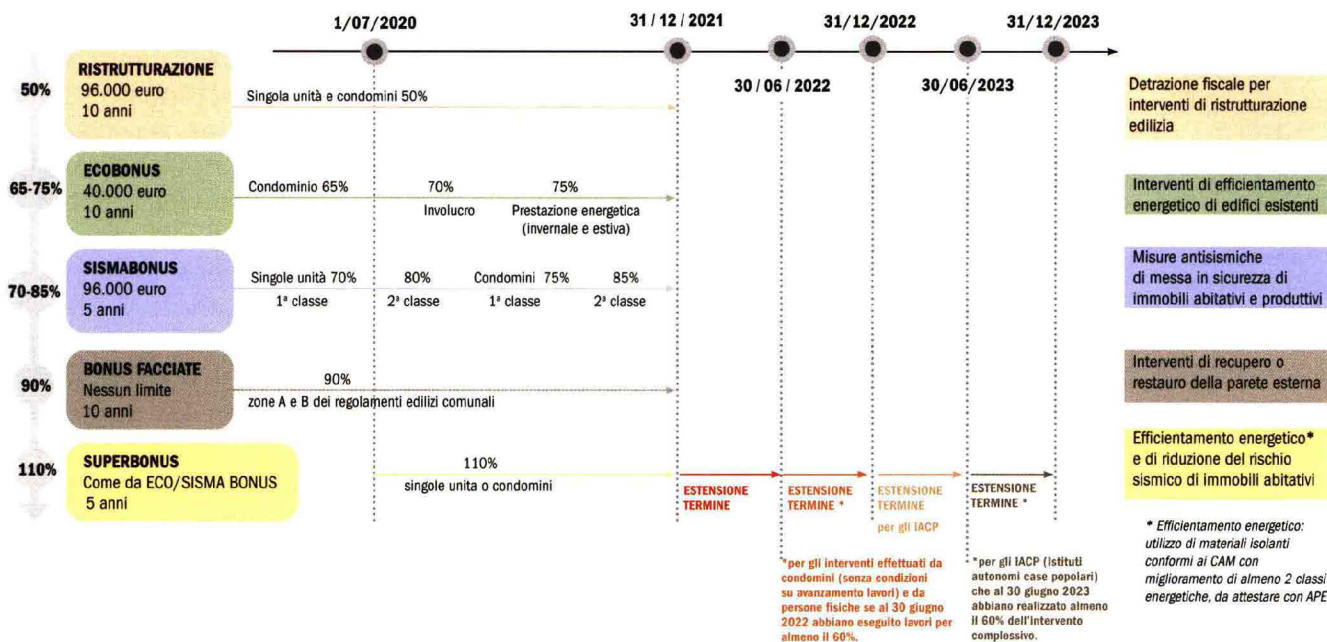 1/07/2020
31/12/2021
31/12/2022
31/12/2023
30/06/2022
30/06/2023
50%
RISTRUTTURAZIONE
96.000 euro
10 anni
Singola unità e condomini 50%
Detrazione fiscale per
interventi di ristrutturazione
edilizia
65-75%
ECOBONUS
40.000 euro
10 anni
Condominio 65%
70%
Involucro
75%
Prestazione energetica
(invernale e estiva)
Interventi di efficientamento
energetico di edifici esistenti
70-85%
SISMABONUS
96.000 euro
5 anni
Singole unità 70%
1ª classe
80%
2ª classe
Condomini 75%
1ª classe
85%
2ª classe
Misure antisismiche
di messa in sicurezza di
immobili abitativi e produttivi
90%
BONUS FACCIATE
Nessun limite
10 anni
90%
zone A e B dei regolamenti edilizi comunali
Interventi di recupero o
restauro della parete esterna
110%
SUPERBONUS
Come da ECO/SISMA BONUS
5 anni
110%
singole unita o condomini
ESTENSIONE
TERMINE
ESTENSIONE
TERMINE *
ESTENSIONE
TERMINE
per gli IACP
ESTENSIONE
TERMINE *
Efficientamento energetico*
e di riduzione del rischio
sismico di immobili abitativi
*per gli interventi effettuati da
condomini (senza condizioni
su avanzamento lavori) e da
persone fisiche se al 30 giugno
2022 abbiano eseguito lavori per
almeno il 60%.
*per gli IACP (Istituti
autonomi case popolari)
che al 30 giugno 2023
abbiano realizzato almeno
il 60% dell'intervento
complessivo.
* Efficientamento energetico:
utilizzo di materiali isolanti
conformi ai CAM con
miglioramento di almeno 2 classi
energetiche, da attestare con APE